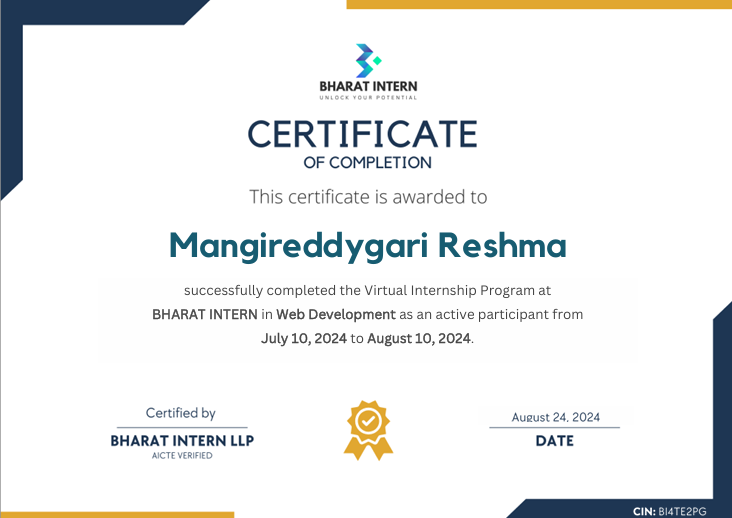 BHARAT INTERN
UNLOCK YOUR POTENTIAL
CERTIFICATE
OF COMPLETION
This certificate is awarded to
Mangireddygari Reshma
successfully completed the Virtual Internship Program at
BHARAT INTERN in Web Development as an active participant from
July 10, 2024 to August 10, 2024.
Certified by
BHARAT INTERN LLP
AICTE VERIFIED
August 24, 2024
DATE
CIN: BI4TE2PG